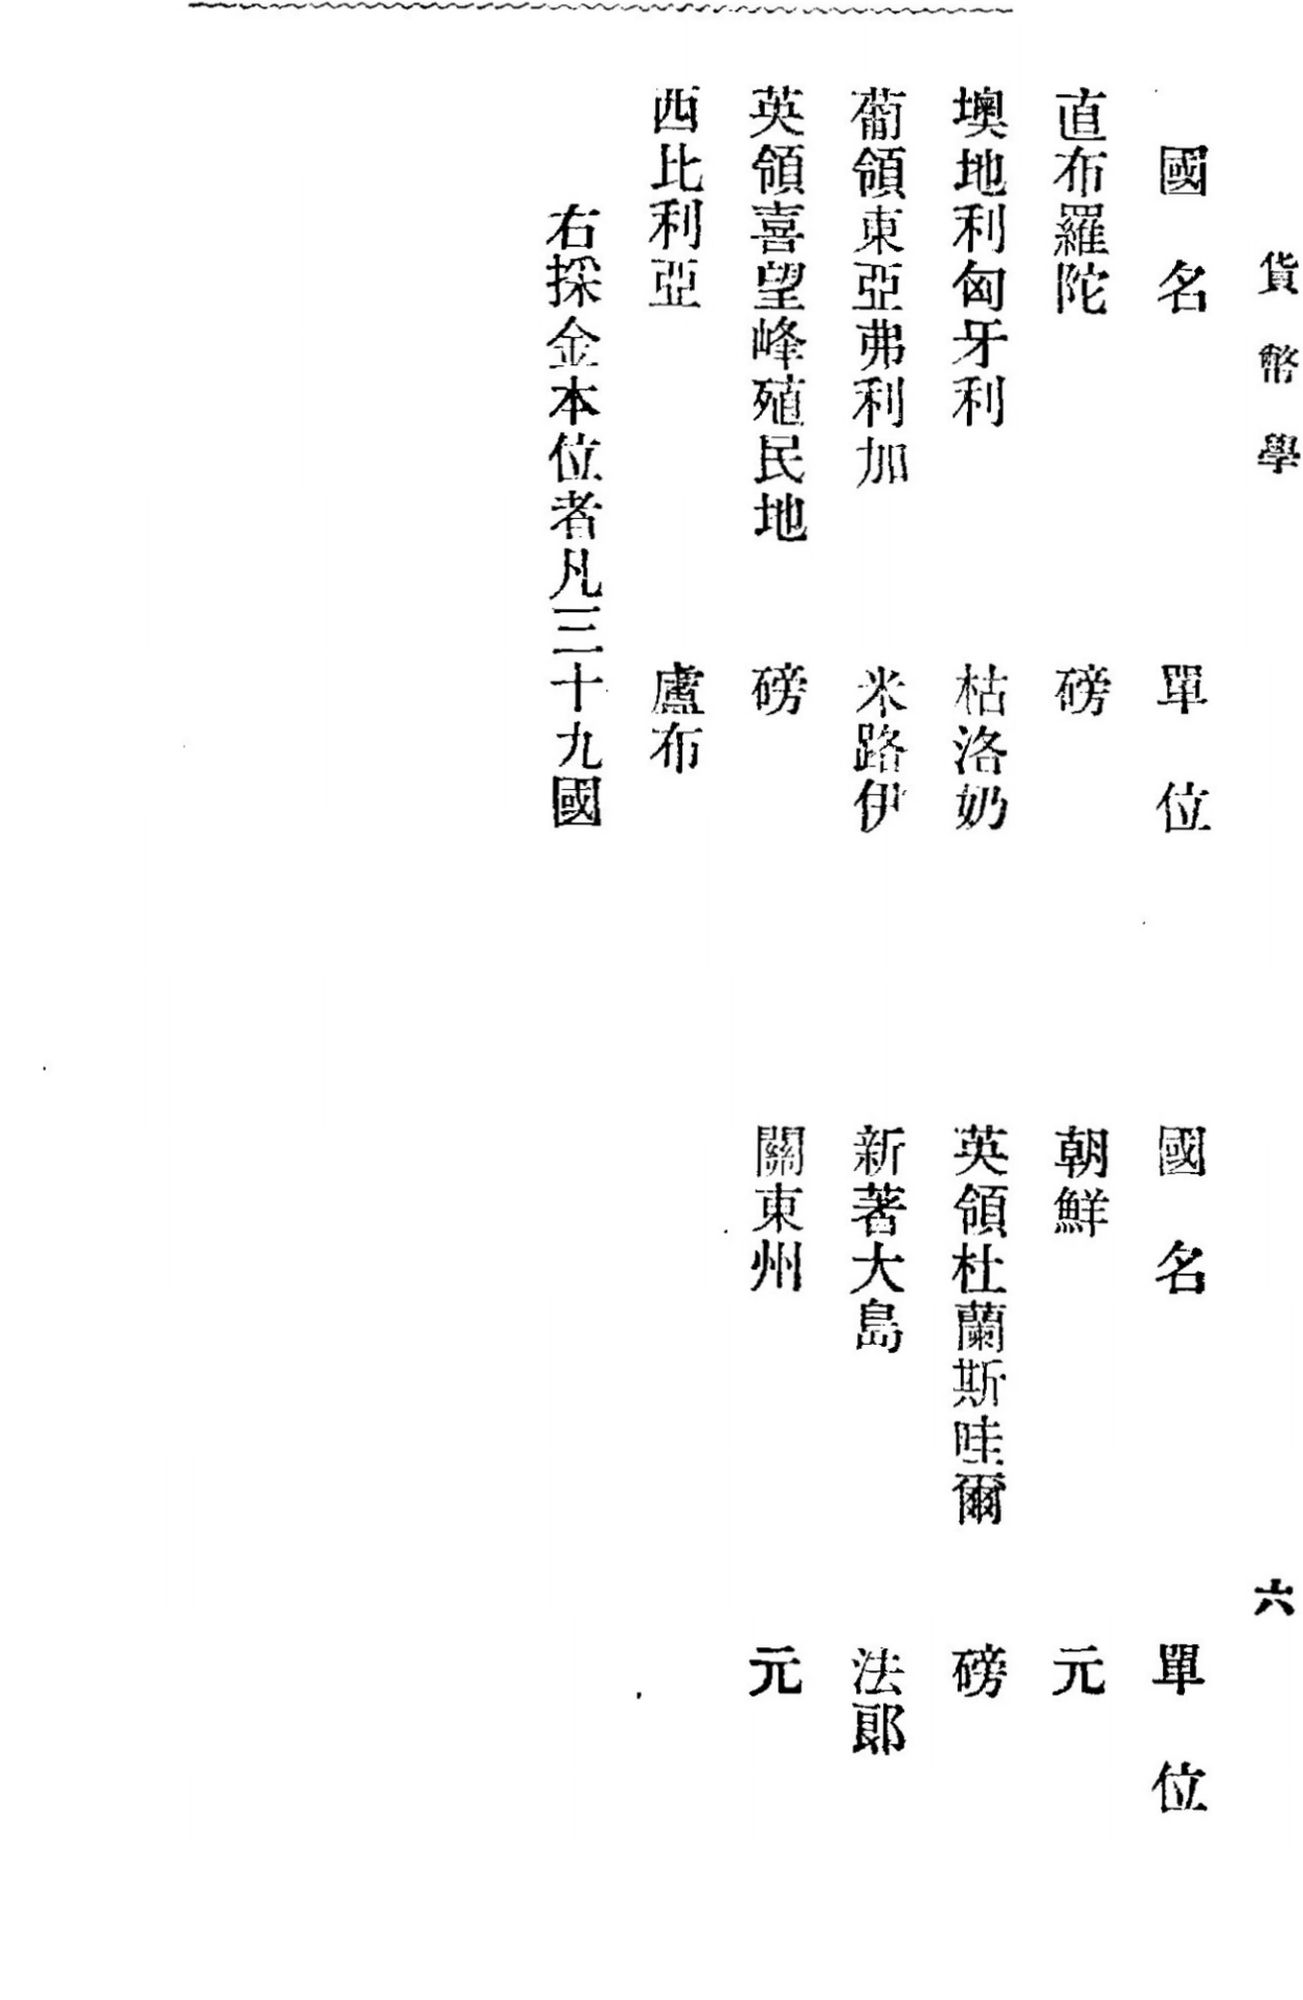 貨幣學
六
國名 單位 國名 單位
直布羅陀 磅 朝鮮 元
墺地利匈牙利 枯洛奶 英領杜蘭斯哇爾 磅
葡領東亞弗利加 米路伊 新著大島 法郞
英領喜望峰殖民地 磅 關東州 元
西比利亞 盧布
右採金本位者凡三十九國